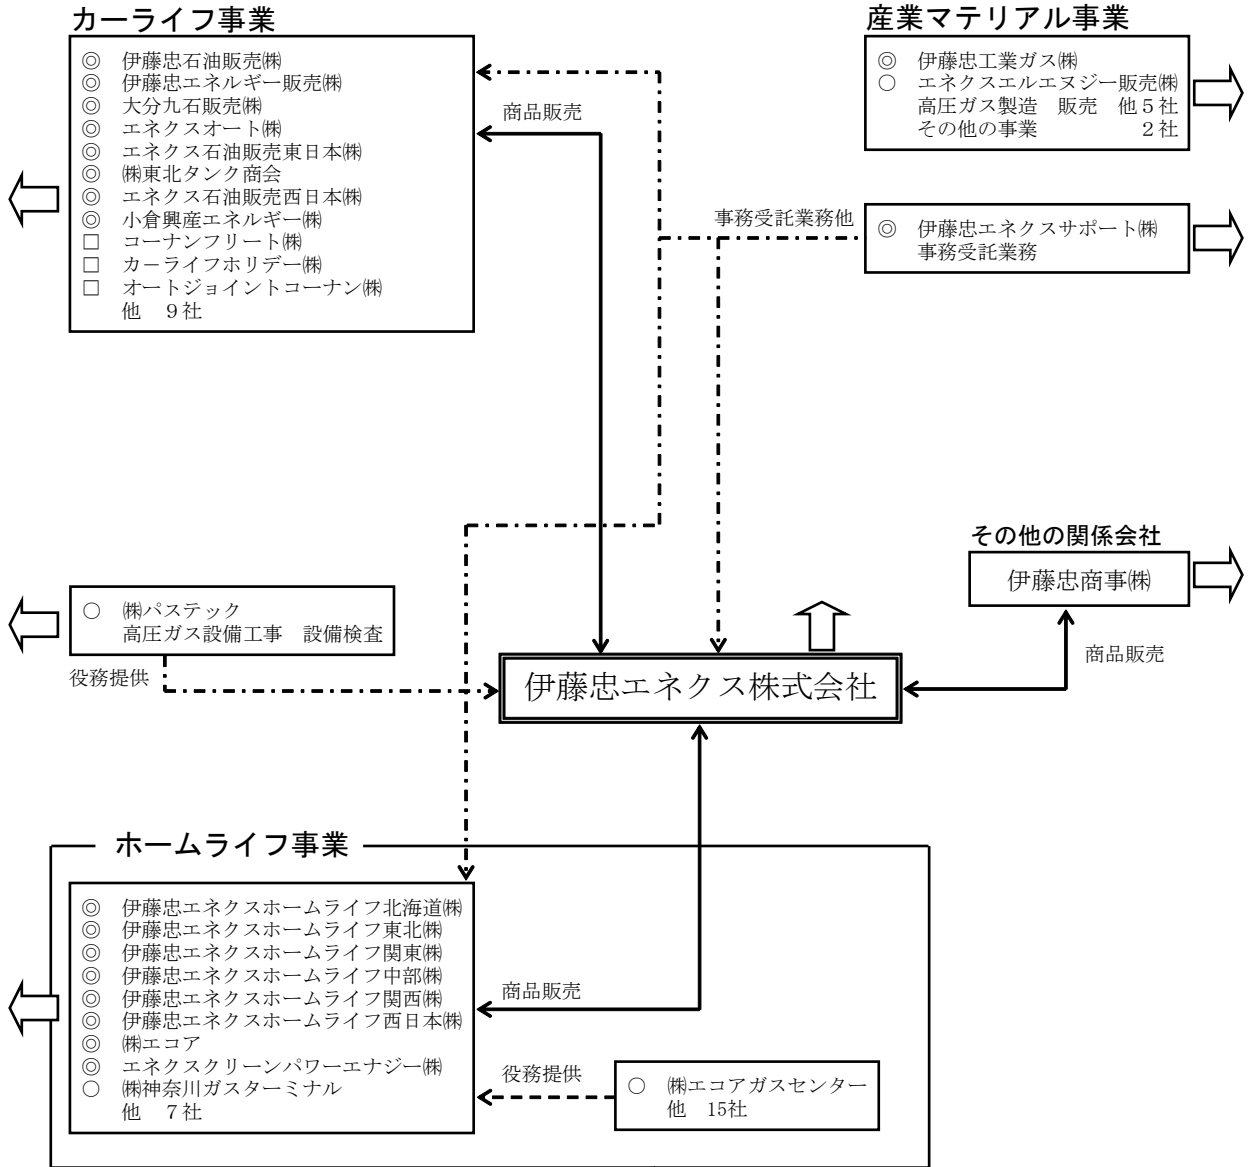 カーライフ事業
◎ 伊藤忠石油販売㈱
◎ 伊藤忠エネルギー販売㈱
◎ 大分九石販売㈱
◎ エネクスオート㈱
◎ エネクス石油販売東日本㈱
◎ ㈱東北タンク商会
◎ エネクス石油販売西日本㈱
◎ 小倉興産エネルギー㈱
□ コーナンフリート㈱
□ カーライフホリデー㈱
□ オートジョイントコーナン㈱
他 9社
商品販売
産業マテリアル事業
◎ 伊藤忠工業ガス㈱
○ エネクスエルエヌジー販売㈱
高圧ガス製造 販売 他5社
その他の事業 2社
事務受託業務他
◎ 伊藤忠エネクスサポート㈱
事務受託業務
その他の関係会社
伊藤忠商事㈱
商品販売
○ ㈱パステック
高圧ガス設備工事 設備検査
役務提供
伊藤忠エネクス株式会社
ホームライフ事業
◎ 伊藤忠エネクスホームライフ北海道㈱
◎ 伊藤忠エネクスホームライフ東北㈱
◎ 伊藤忠エネクスホームライフ関東㈱
◎ 伊藤忠エネクスホームライフ中部㈱
◎ 伊藤忠エネクスホームライフ関西㈱
◎ 伊藤忠エネクスホームライフ西日本㈱
◎ ㈱エコア
◎ エネクスクリーンパワーエナジー㈱
○ ㈱神奈川ガスターミナル
他 7社
商品販売
役務提供
○ ㈱エコアガスセンター
他 15社